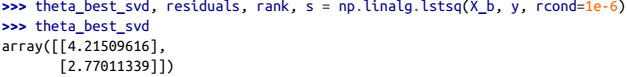 >>> theta_best_svd, residuals, rank, s = np.linalg.lstsq(X_b, y, rcond=1e-6)
>>> theta_best_svd
array([[4.21509616],
       [2.77011339]])